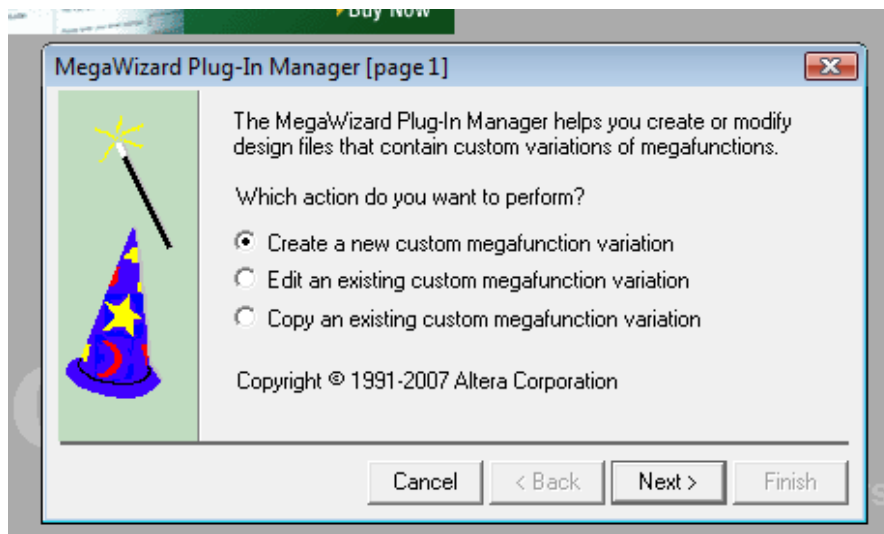 Buy Now
MegaWizard Plug-In Manager [page 1]
The MegaWizard Plug-In Manager helps you create or modify
design files that contain custom variations of megafunctions.
Which action do you want to perform?
Create a new custom megafunction variation
Edit an existing custom megafunction variation
Copy an existing custom megafunction variation
Copyright © 1991-2007 Altera Corporation
Cancel
< Back
Next >
Finish